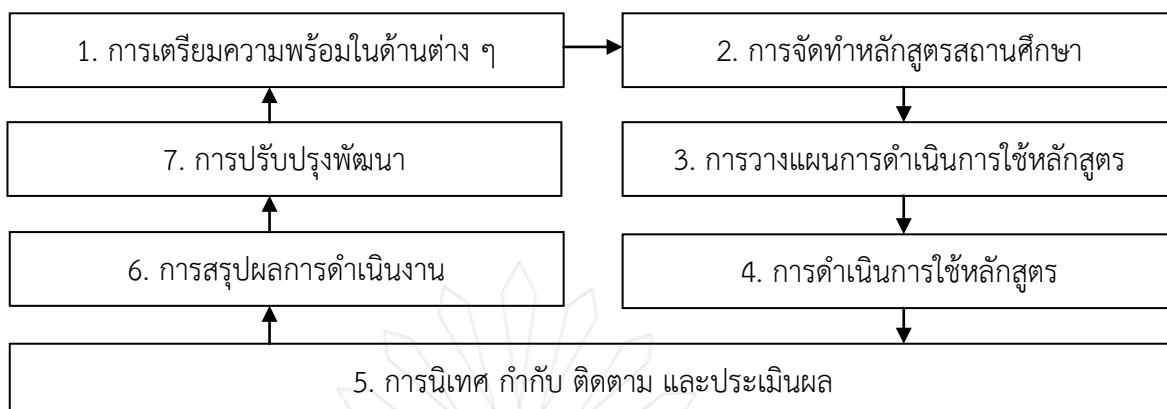 1. การเตรียมความพร้อมในด้านต่าง ๆ
2. การจัดทำหลักสูตรสถานศึกษา
3. การวางแผนการดำเนินการใช้หลักสูตร
4. การดำเนินการใช้หลักสูตร
5. การนิเทศ กำกับ ติดตาม และประเมินผล
6. การสรุปผลการดำเนินงาน
7. การปรับปรุงพัฒนา